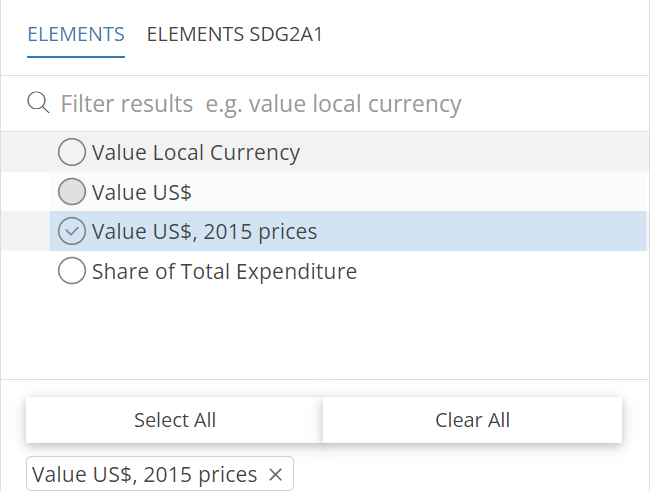 ELEMENTS ELEMENTS SDG2A1
Filter results e.g. value local currency
Value Local Currency
Value US$
Value US$, 2015 prices
Share of Total Expenditure
Select All Clear All
Value US$, 2015 prices ×